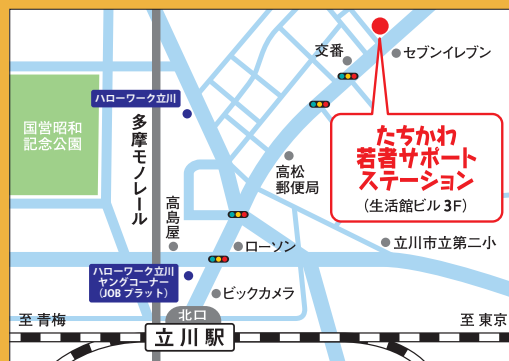 交番
セブンイレブン
ハローワーク立川
国営昭和
記念公園
多摩モノレール
たちかわ
若者サポート
ステーション
(生活館ビル3F)
高松
郵便局
高島屋
ローソン
立川市立第二小
ハローワーク立川
ヤングコーナー
(JOBプラット)
ビックカメラ
北口
至 青梅
立川駅
至 東京